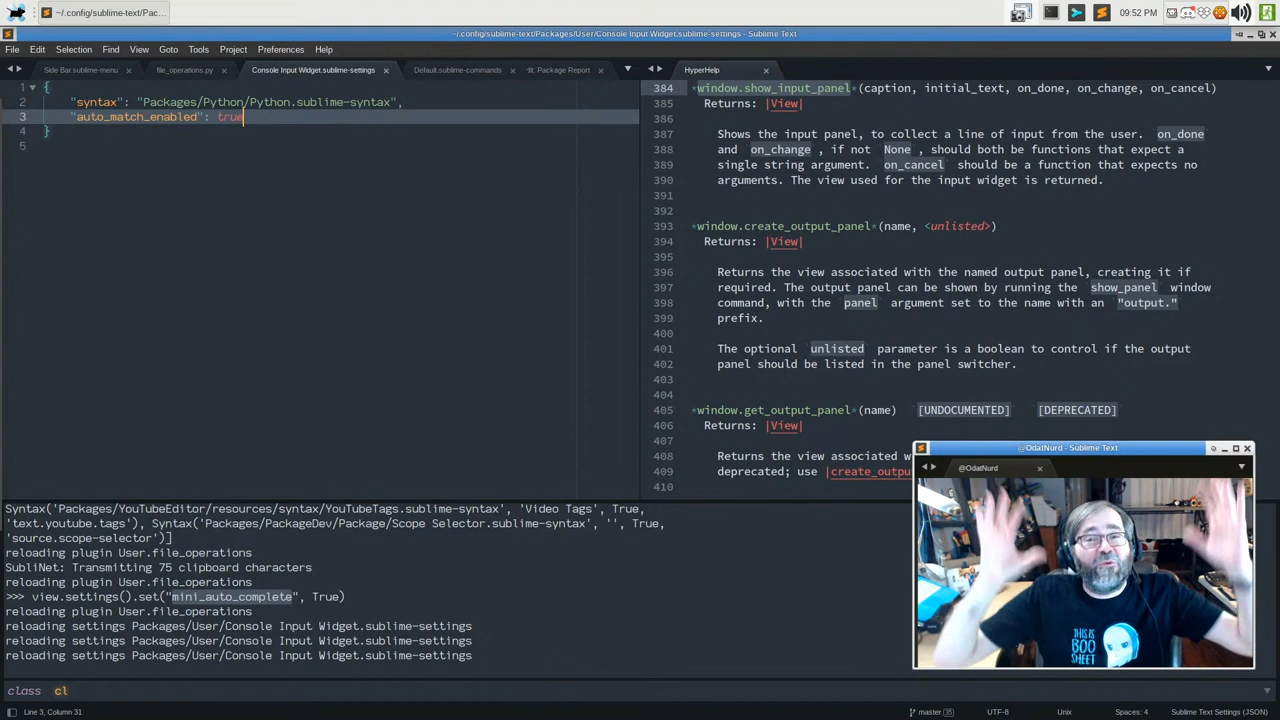 ~/.config/sublime-text/Pac...
09:52 PM
~/.config/sublime-text/Packages/User/Console Input Widget.sublime-settings - Sublime Text
File Edit Selection Find View Goto Tools Project Preferences Help
Side Bar.sublime-menu
file_operations.py
Console Input Widget.sublime-settings
Default.sublime-commands
fit: Package Report
HyperHelp
1 {
2 "syntax": "Packages/Python/Python.sublime-syntax",
3 "auto_match_enabled": true
4 }
5
384 *window.show_input_panel*(caption, initial_text, on_done, on_change, on_cancel)
385 Returns: |View|
386
387 Shows the input panel, to collect a line of input from the user. `on_done`
388 and `on_change`, if not `None`, should both be functions that expect a
389 single string argument. `on_cancel` should be a function that expects no
390 arguments. The view used for the input widget is returned.
391
392
393 *window.create_output_panel*(name, <unlisted>)
394 Returns: |View|
395
396 Returns the view associated with the named output panel, creating it if
397 required. The output panel can be shown by running the `show_panel` window
398 command, with the `panel` argument set to the name with an `"output."`
399 prefix.
400
401 The optional `unlisted` parameter is a boolean to control if the output
402 panel should be listed in the panel switcher.
403
404
405 *window.get_output_panel*(name) [UNDOCUMENTED] [DEPRECATED]
406 Returns: |View|
407
408 Returns the view associated w
409 deprecated; use |create_outpu
410
@OdatNurd - Sublime Text
@OdatNurd
THIS IS
BOO
SHEET
Syntax('Packages/YouTubeEditor/resources/syntax/YouTubeTags.sublime-syntax', 'Video Tags', True,
'text.youtube.tags'), Syntax('Packages/PackageDev/Package/Scope Selector.sublime-syntax', '', True,
'source.scope-selector')]
reloading plugin User.file_operations
SubliNet: Transmitting 75 clipboard characters
reloading plugin User.file_operations
>>> view.settings().set("mini_auto_complete", True)
reloading plugin User.file_operations
reloading settings Packages/User/Console Input Widget.sublime-settings
reloading settings Packages/User/Console Input Widget.sublime-settings
reloading settings Packages/User/Console Input Widget.sublime-settings
class cl
Line 3, Column 31
master 35
UTF-8
Unix
Spaces: 4
Sublime Text Settings (JSON)